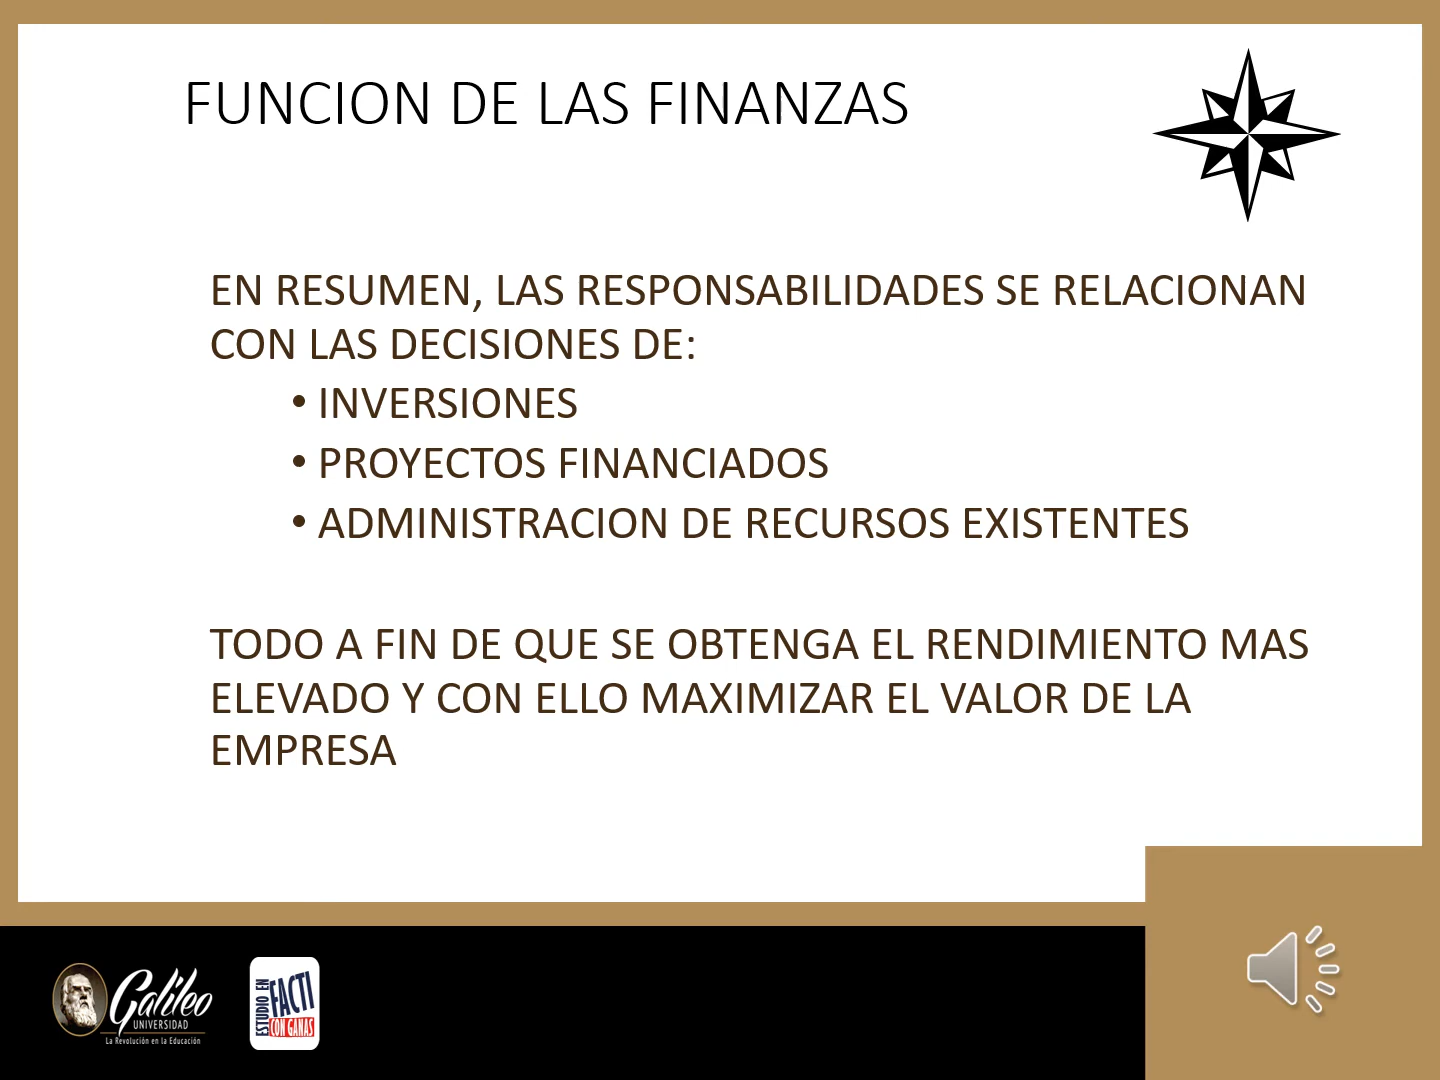 FUNCION DE LAS FINANZAS
EN RESUMEN, LAS RESPONSABILIDADES SE RELACIONAN
CON LAS DECISIONES DE:
• INVERSIONES
• PROYECTOS FINANCIADOS
• ADMINISTRACION DE RECURSOS EXISTENTES
TODO A FIN DE QUE SE OBTENGA EL RENDIMIENTO MAS
ELEVADO Y CON ELLO MAXIMIZAR EL VALOR DE LA
EMPRESA
Galileo
UNIVERSIDAD
La Revolución en la Educación
ESTUDIO EN
FACTI
CON GANAS